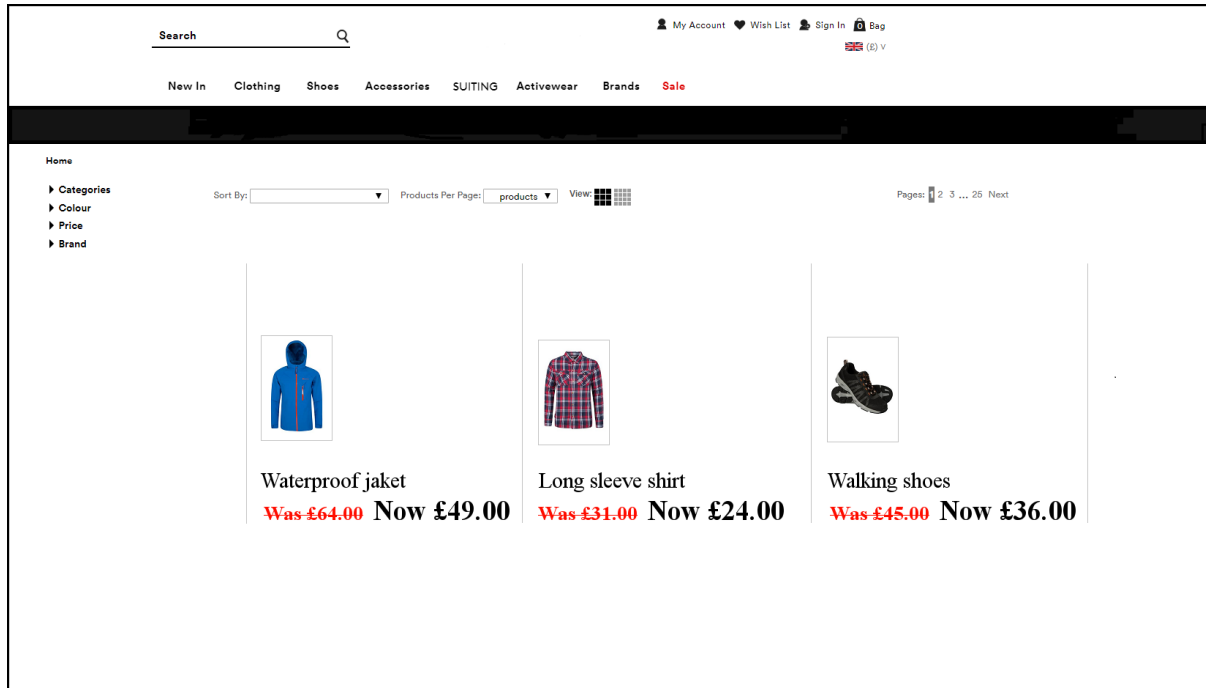 My Account Wish List Sign In 0 Bag
Search
(£) V
New In Clothing Shoes Accessories SUITING Activewear Brands Sale
Home
Categories
Colour
Price
Brand
Sort By: Products Per Page: products View: Pages: 1 2 3 ... 25 Next
Waterproof jaket
Was £64.00 Now £49.00
Long sleeve shirt
Was £31.00 Now £24.00
Walking shoes
Was £45.00 Now £36.00